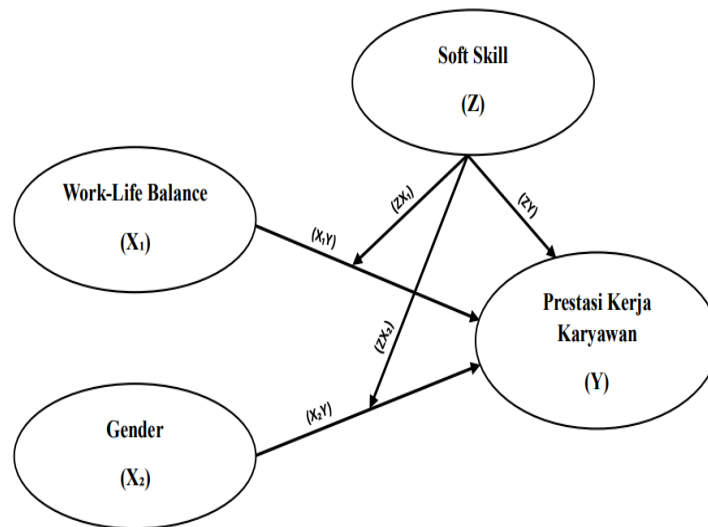 Soft Skill
(Z)
Work-Life Balance
(X₁)
(ZX₁)
(ZY)
(X₁Y)
Prestasi Kerja
Karyawan
(Y)
(ZX₂)
(X₂Y)
Gender
(X₂)